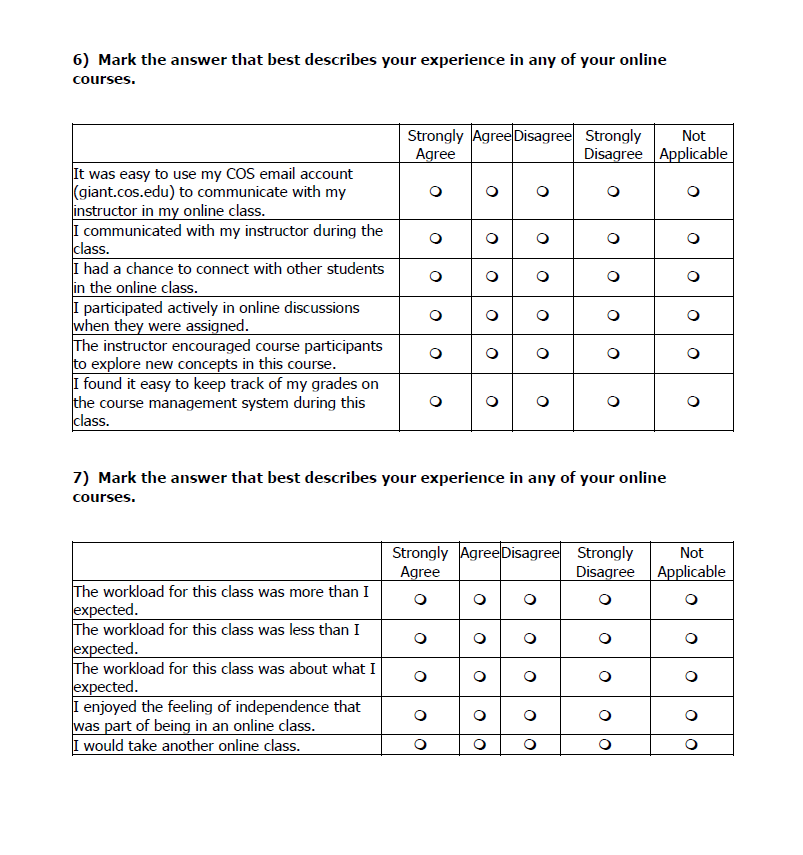 6) Mark the answer that best describes your experience in any of your online
courses.
Strongly Agree Disagree Strongly Not
Agree Disagree Applicable
It was easy to use my COS email account
(giant.cos.edu) to communicate with my
instructor in my online class.
I communicated with my instructor during the
class.
I had a chance to connect with other students
in the online class.
I participated actively in online discussions
when they were assigned.
The instructor encouraged course participants
to explore new concepts in this course.
I found it easy to keep track of my grades on
the course management system during this
class.
7) Mark the answer that best describes your experience in any of your online
courses.
Strongly Agree Disagree Strongly Not
Agree Disagree Applicable
The workload for this class was more than I
expected.
The workload for this class was less than I
expected.
The workload for this class was about what I
expected.
I enjoyed the feeling of independence that
was part of being in an online class.
I would take another online class.